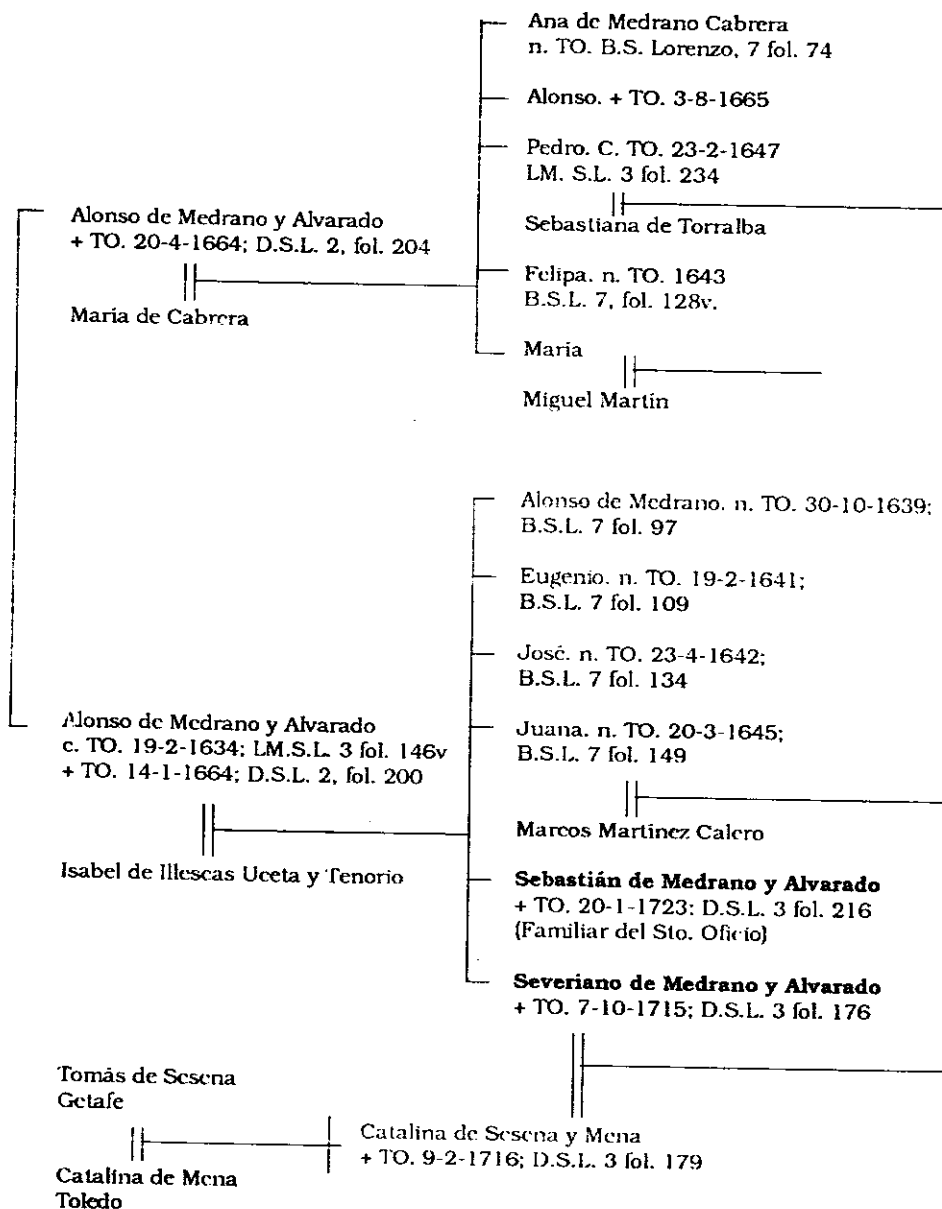 Ana de Medrano Cabrera
n. TO. B.S. Lorenzo, 7 fol. 74
Alonso. + TO. 3-8-1665
Pedro. C. TO. 23-2-1647
LM. S.L. 3 fol. 234
Sebastiana de Torralba
Alonso de Medrano y Alvarado
+ TO. 20-4-1664; D.S.L. 2, fol. 204
María de Cabrera
Felipa. n. TO. 1643
B.S.L. 7, fol. 128v.
María
Miguel Martín
Alonso de Medrano. n. TO. 30-10-1639;
B.S.L. 7 fol. 97
Eugenio. n. TO. 19-2-1641;
B.S.L. 7 fol. 109
José. n. TO. 23-4-1642;
B.S.L. 7 fol. 134
Alonso de Medrano y Alvarado
c. TO. 19-2-1634; LM.S.L. 3 fol. 146v
+ TO. 14-1-1664; D.S.L. 2, fol. 200
Isabel de Illescas Uceta y Tenorio
Juana. n. TO. 20-3-1645;
B.S.L. 7 fol. 149
Marcos Martinez Calero
Sebastián de Medrano y Alvarado
+ TO. 20-1-1723: D.S.L. 3 fol. 216
(Familiar del Sto. Oficio)
Severiano de Medrano y Alvarado
+ TO. 7-10-1715; D.S.L. 3 fol. 176
Tomás de Sesena
Getafe
Catalina de Mena
Toledo
Catalina de Sesena y Mena
+ TO. 9-2-1716; D.S.L. 3 fol. 179